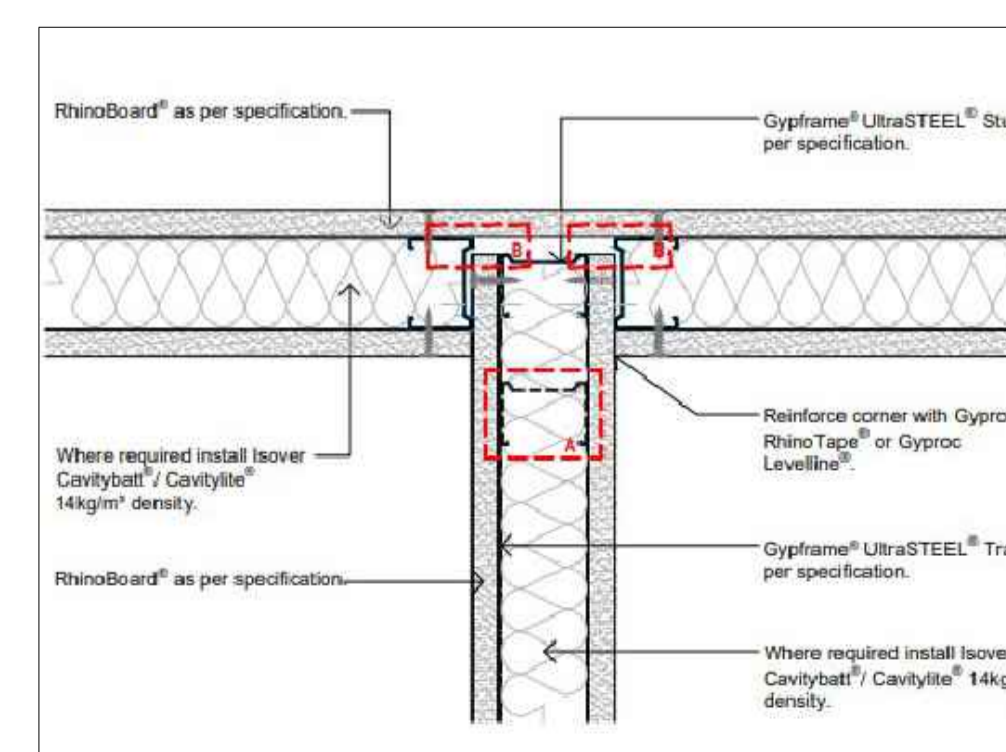 RhinoBoard® as per specification.
Gypframe® UltraSTEEL® Stu
per specification.
B
B
Reinforce corner with Gypro
RhinoTape® or Gyproc
Levelline®.
A
Where required install Isover
Cavitybatt®/ Cavitylite®
14kg/m³ density.
Gypframe® UltraSTEEL® Tra
per specification.
RhinoBoard® as per specification.
Where required install Isove
Cavitybatt®/ Cavitylite® 14kg
density.